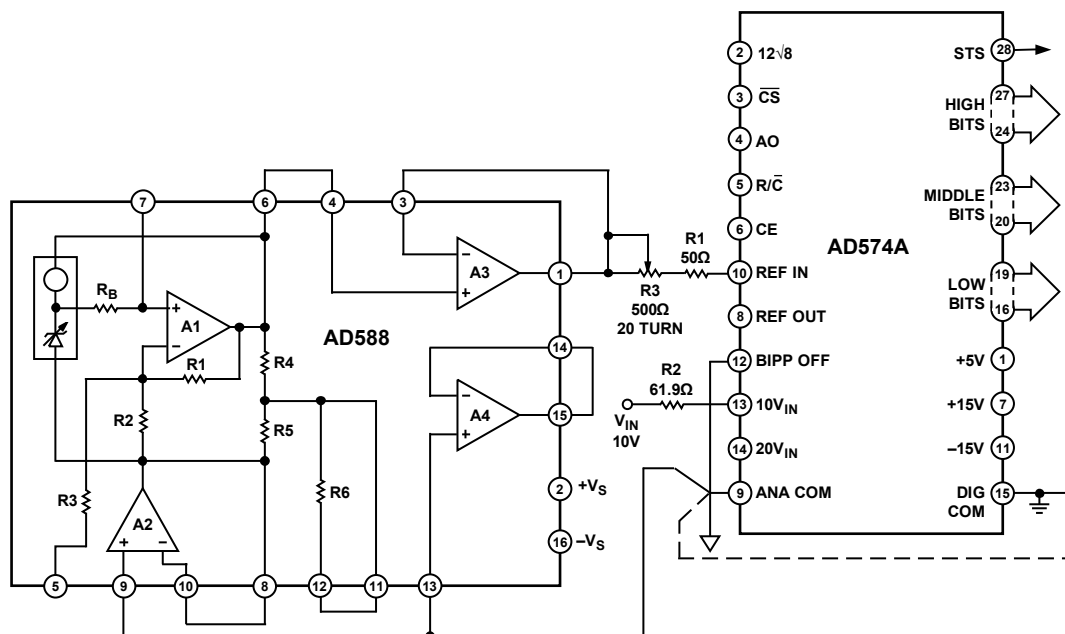 7
6
4
3
R_B
A1
A3
1
AD588
R1
R4
14
R2
R5
A4
15
R3
R6
2
+V_S
A2
16
–V_S
5
9
10
8
12
11
13
R3
500Ω
20 TURN
R1
50Ω
R2
61.9Ω
V_IN
10V
AD574A
2 12√8
3 C̅S̅
4 AO
5 R/C̅
6 CE
10 REF IN
8 REF OUT
12 BIPP OFF
13 10V_IN
14 20V_IN
9 ANA COM
STS 28
HIGH
BITS
27
24
MIDDLE
BITS
23
20
LOW
BITS
19
16
+5V 1
+15V 7
–15V 11
DIG
COM
15